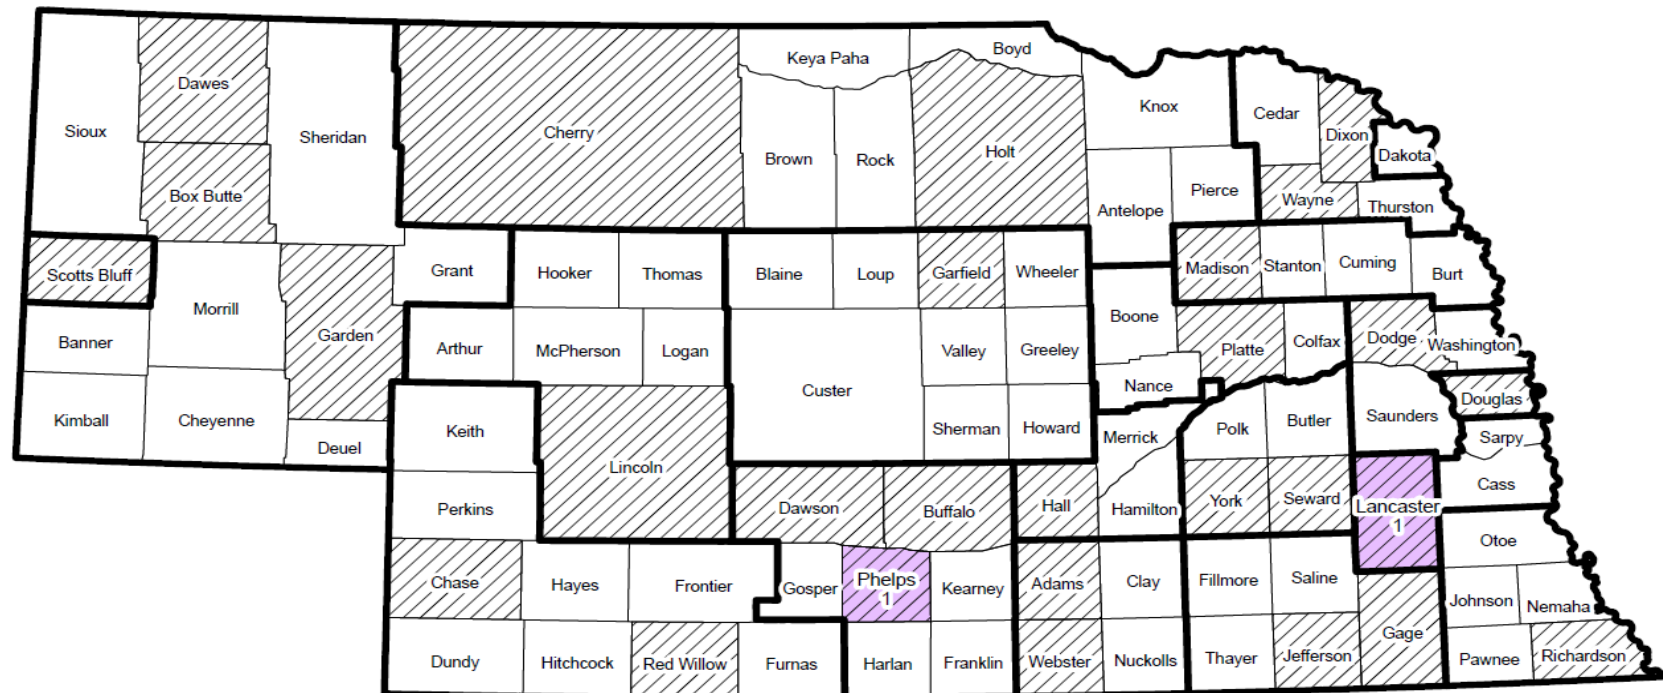 Boyd
Keya Paha
Dawes
Knox
Cedar
Sioux
Cherry
Sheridan
Dixon
Holt
Dakota
Brown
Rock
Pierce
Box Butte
Wayne
Thurston
Antelope
Scotts Bluff
Grant
Hooker
Thomas
Blaine
Loup
Garfield
Wheeler
Madison
Stanton
Cuming
Burt
Morrill
Boone
Garden
Banner
Arthur
McPherson
Logan
Valley
Greeley
Platte
Colfax
Dodge
Washington
Custer
Nance
Douglas
Kimball
Cheyenne
Keith
Sherman
Howard
Merrick
Polk
Butler
Saunders
Sarpy
Deuel
Lincoln
Cass
Perkins
Dawson
Buffalo
Hall
Hamilton
York
Seward
Lancaster
1
Otoe
Chase
Hayes
Frontier
Gosper
Phelps
1
Kearney
Adams
Clay
Fillmore
Saline
Johnson
Nemaha
Dundy
Hitchcock
Red Willow
Furnas
Harlan
Franklin
Webster
Nuckolls
Thayer
Jefferson
Gage
Pawnee
Richardson